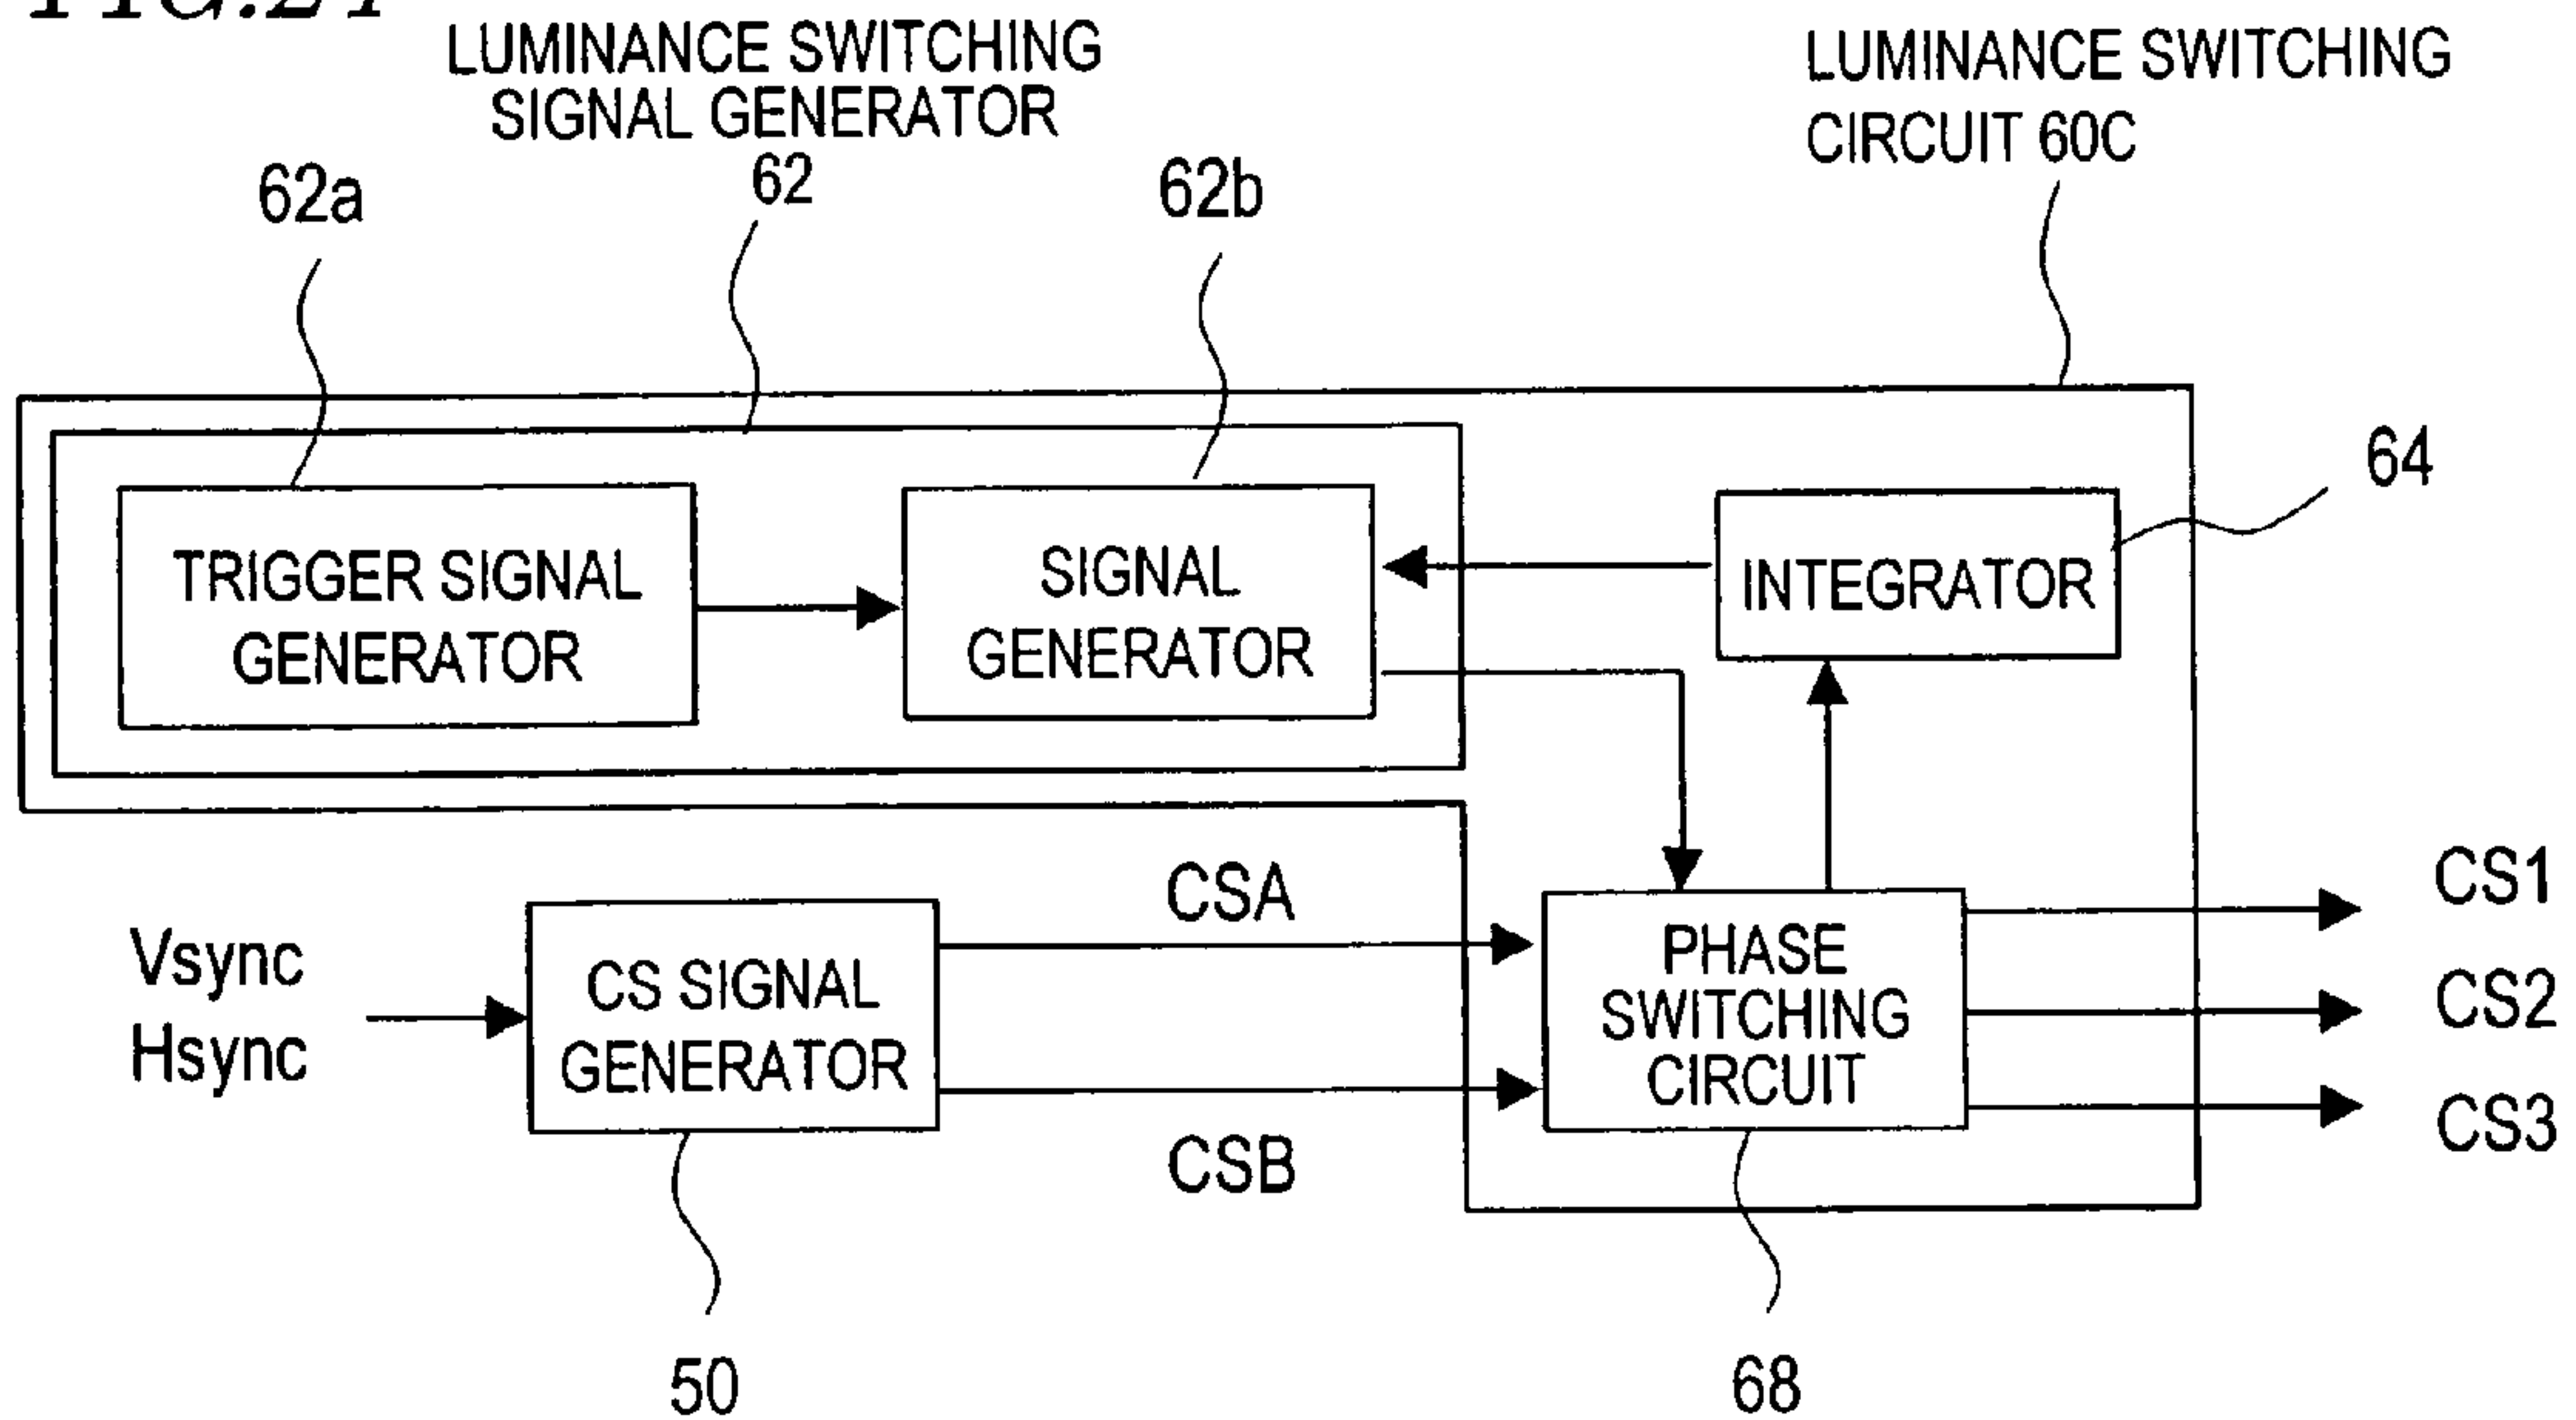 LUMINANCE SWITCHING
SIGNAL GENERATOR
62
LUMINANCE SWITCHING
CIRCUIT 60C
62a
62b
64
TRIGGER SIGNAL
GENERATOR
SIGNAL
GENERATOR
INTEGRATOR
CSA
CS1
Vsync
Hsync
CS SIGNAL
GENERATOR
PHASE
SWITCHING
CIRCUIT
CS2
CSB
CS3
50
68